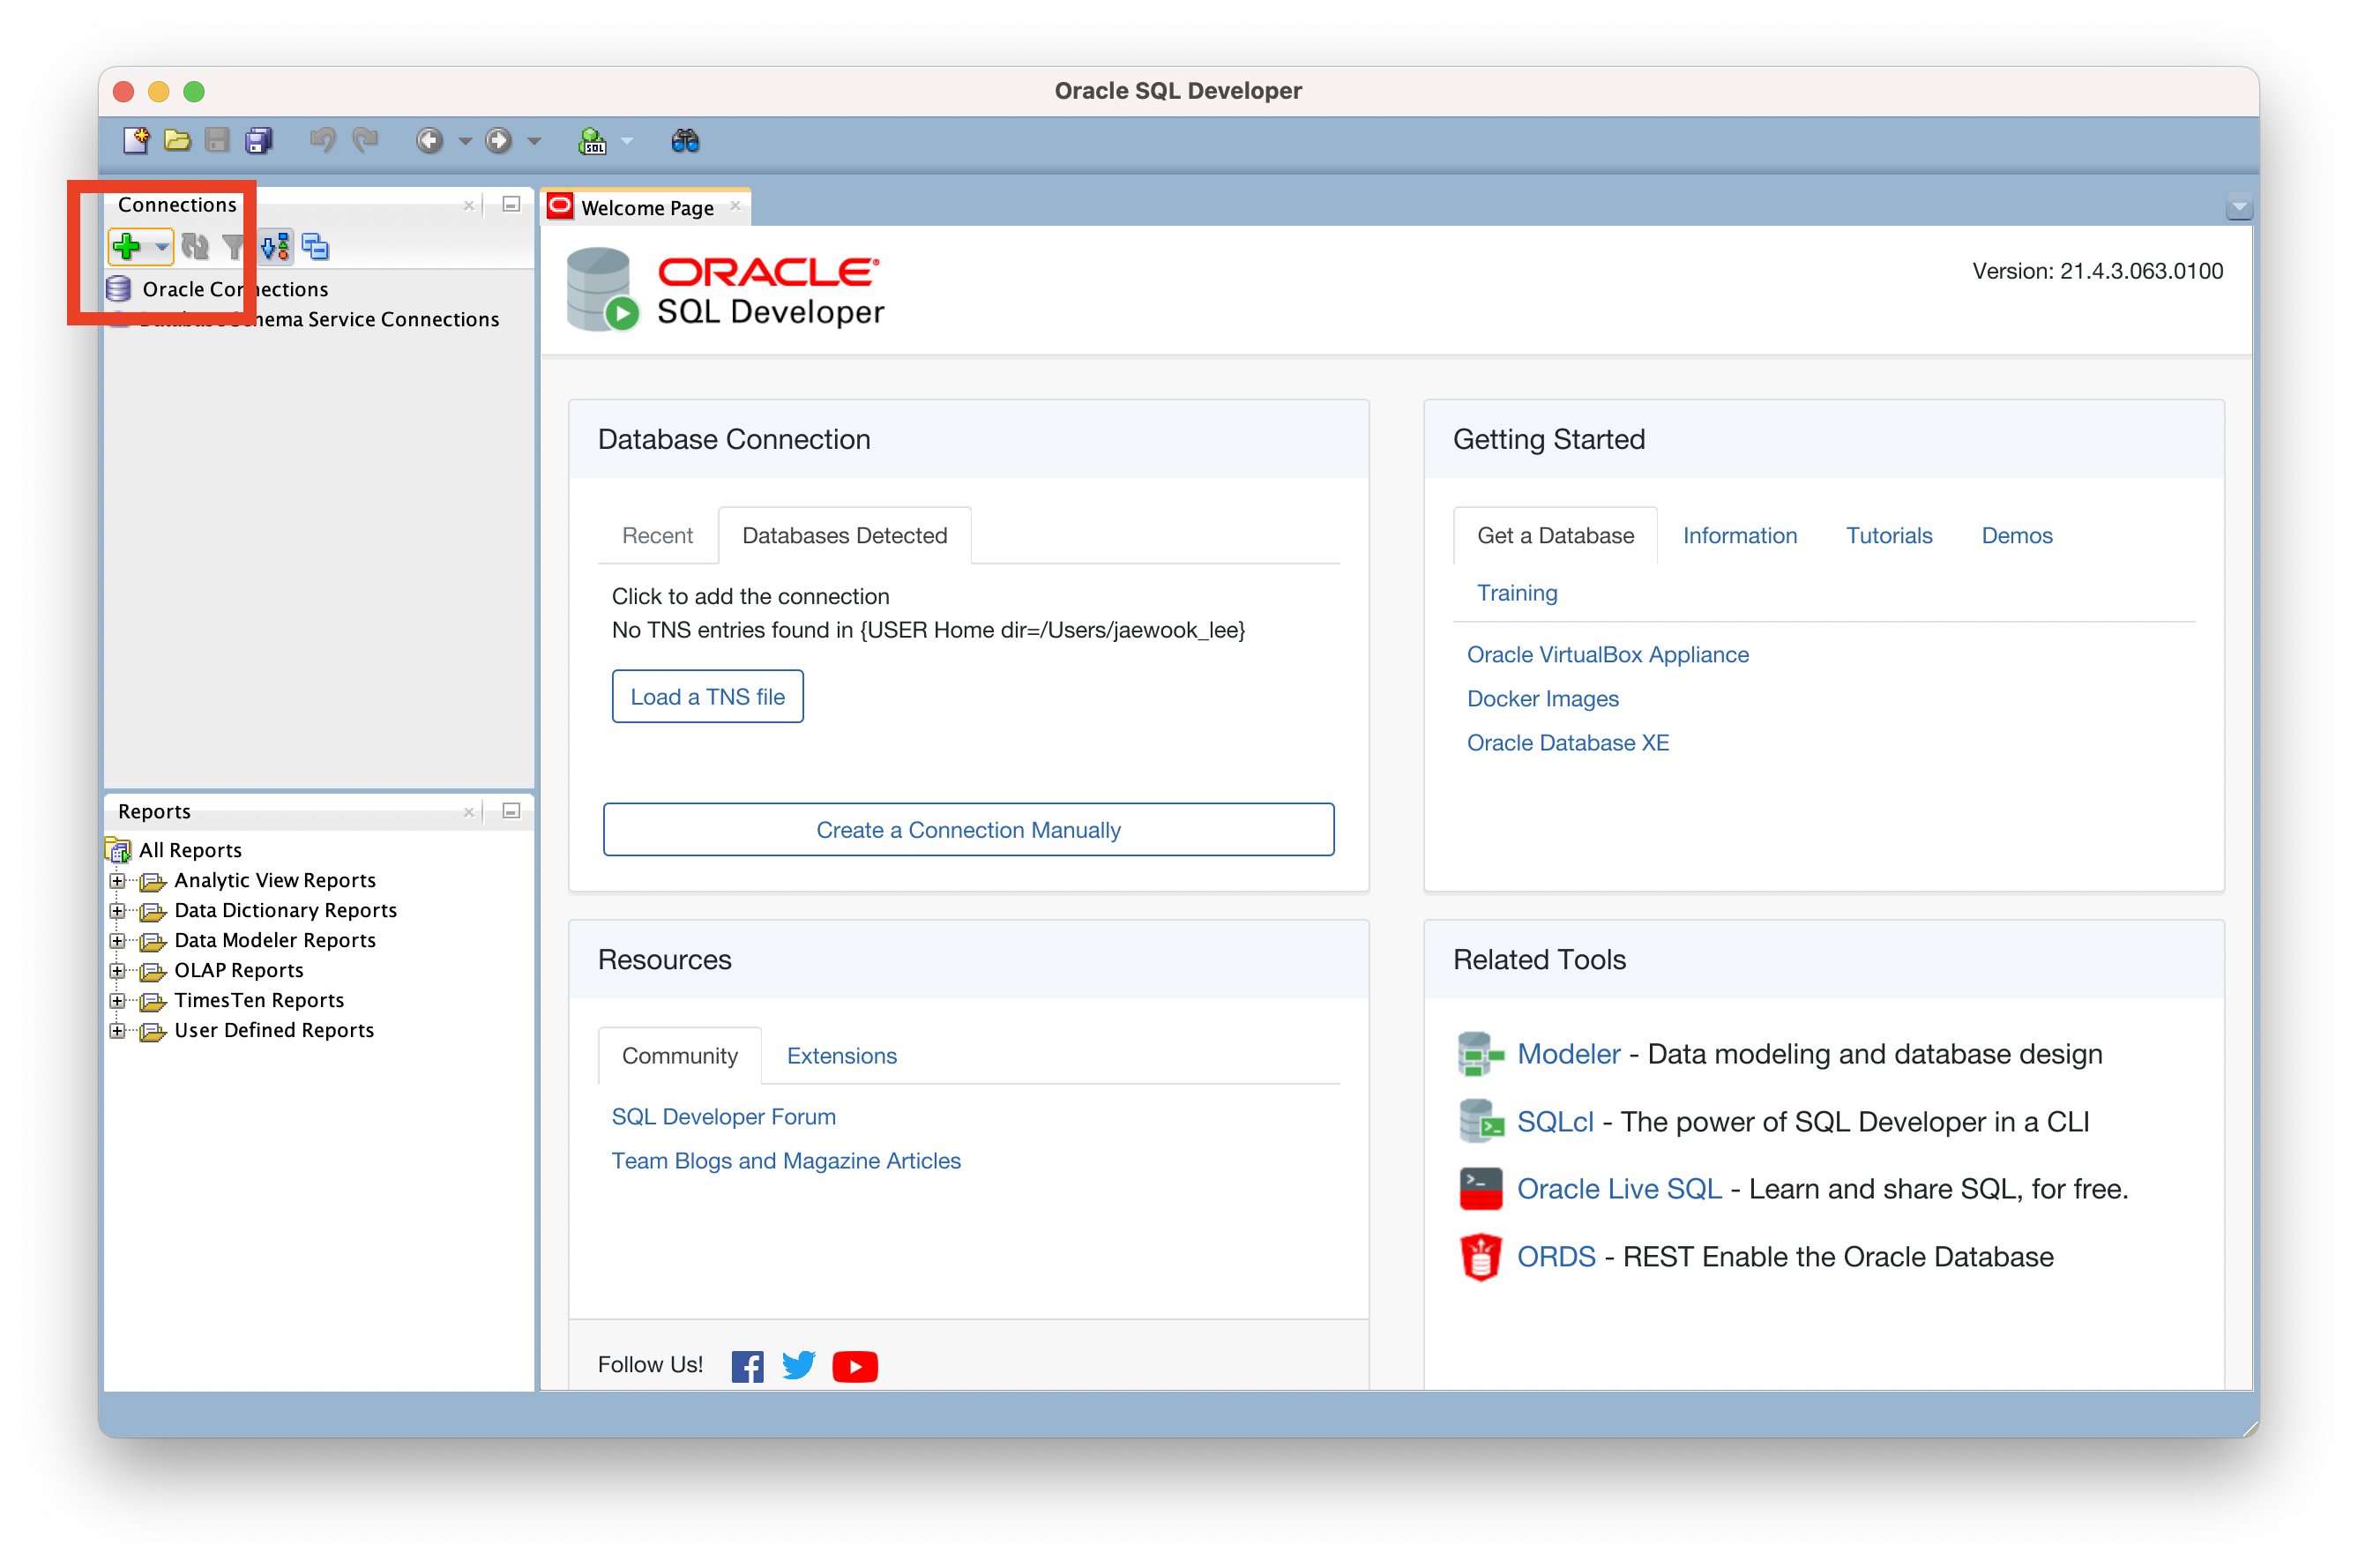 Oracle SQL Developer
SQL
Connections
Oracle Connections
Database Schema Service Connections
Reports
All Reports
Analytic View Reports
Data Dictionary Reports
Data Modeler Reports
OLAP Reports
TimesTen Reports
User Defined Reports
Welcome Page
ORACLE
SQL Developer
Version: 21.4.3.063.0100
Database Connection
Recent
Databases Detected
Click to add the connection
No TNS entries found in {USER Home dir=/Users/jaewook_lee}
Load a TNS file
Create a Connection Manually
Getting Started
Get a Database
Information
Tutorials
Demos
Training
Oracle VirtualBox Appliance
Docker Images
Oracle Database XE
Resources
Community
Extensions
SQL Developer Forum
Team Blogs and Magazine Articles
Follow Us!
Related Tools
Modeler - Data modeling and database design
SQLcl - The power of SQL Developer in a CLI
Oracle Live SQL - Learn and share SQL, for free.
ORDS - REST Enable the Oracle Database